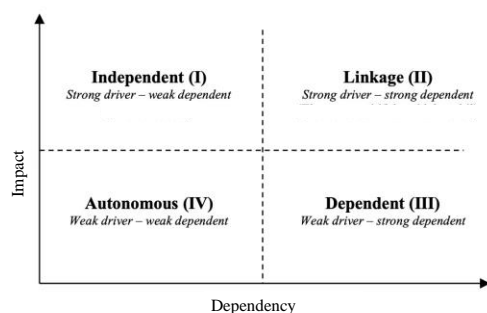 Independent (I)
Strong driver – weak dependent
Linkage (II)
Strong driver – strong dependent
Autonomous (IV)
Weak driver – weak dependent
Dependent (III)
Weak driver – strong dependent
Impact
Dependency